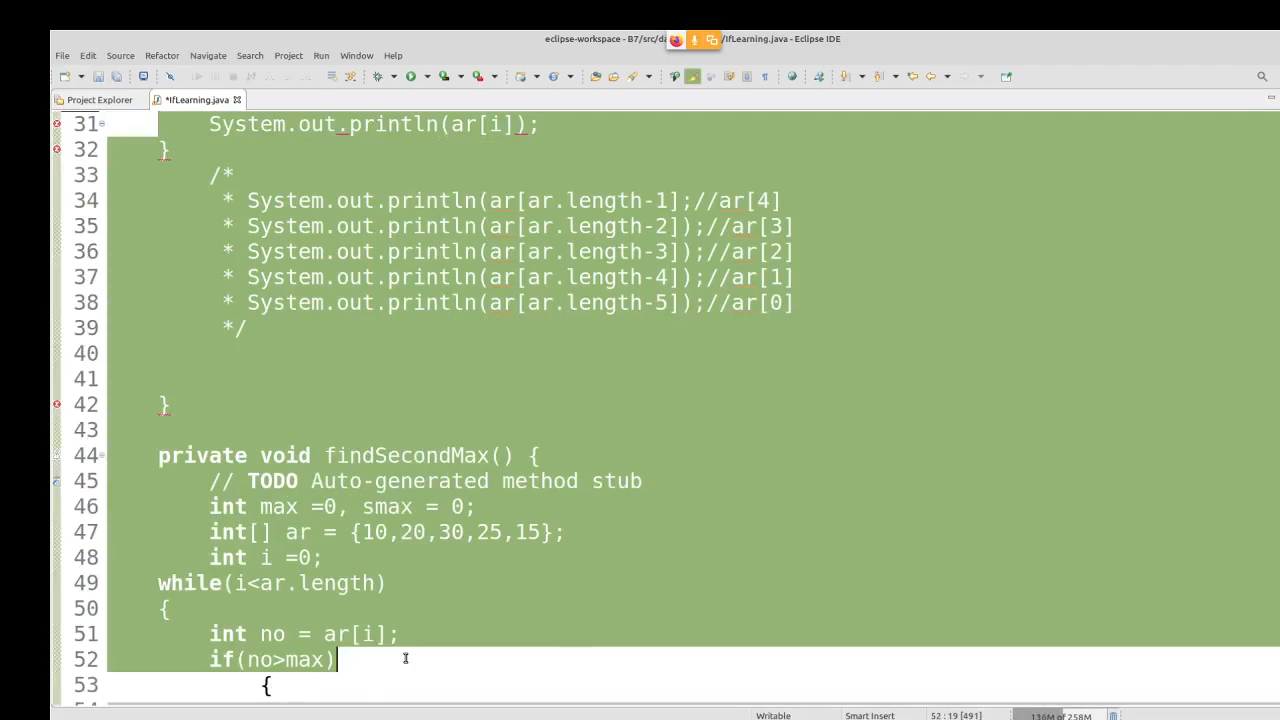 eclipse-workspace - B7/src/da /IfLearning.java - Eclipse IDE
File Edit Source Refactor Navigate Search Project Run Window Help
Project Explorer *IfLearning.java
31 System.out.println(ar[i]);
32 }
33 /*
34 * System.out.println(ar[ar.length-1];//ar[4]
35 * System.out.println(ar[ar.length-2]);//ar[3]
36 * System.out.println(ar[ar.length-3]);//ar[2]
37 * System.out.println(ar[ar.length-4]);//ar[1]
38 * System.out.println(ar[ar.length-5]);//ar[0]
39 */
40
41
42 }
43
44 private void findSecondMax() {
45 // TODO Auto-generated method stub
46 int max =0, smax = 0;
47 int[] ar = {10,20,30,25,15};
48 int i =0;
49 while(i<ar.length)
50 {
51 int no = ar[i];
52 if(no>max)
53 {
Writable Smart Insert 52 : 19 [491] 136M of 258M